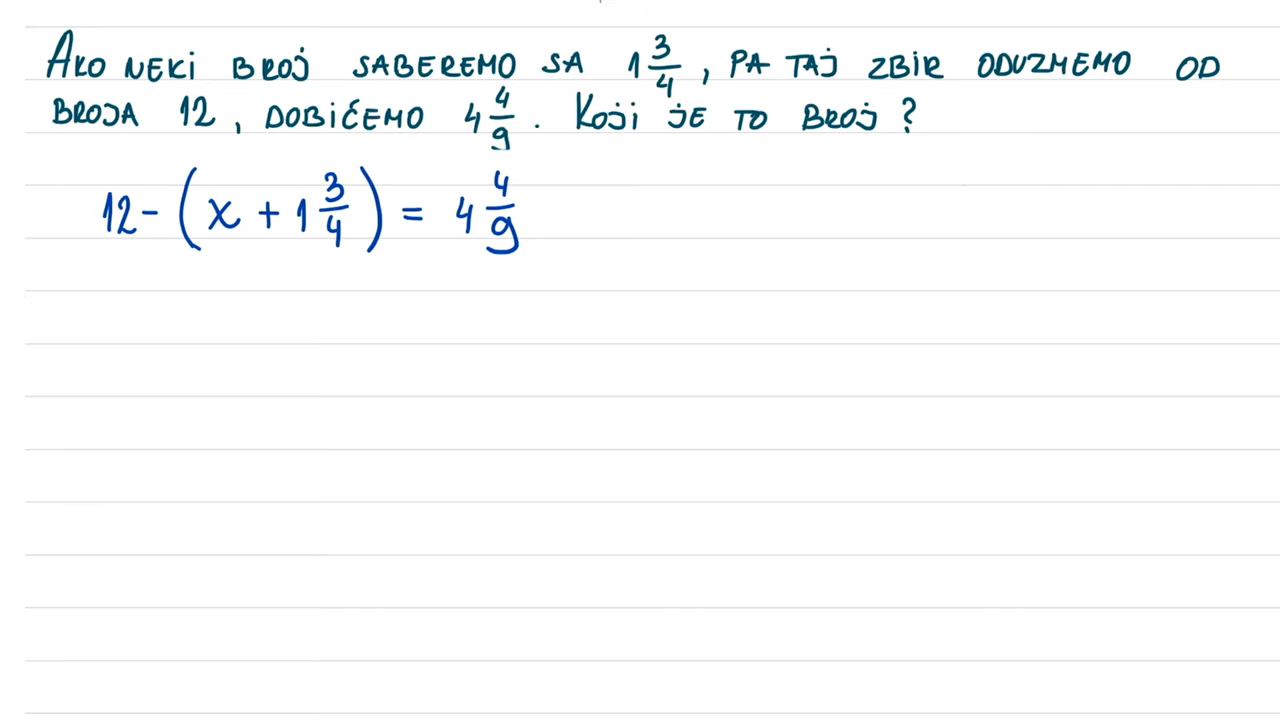 AKO NEKI BROJ SABEREMO SA 1 3/4, PA TAJ ZBIR ODUZMEMO OD
BROJA 12, DOBIĆEMO 4 4/9. KOJI JE TO BROJ?
12 - (x + 1 3/4) = 4 4/9